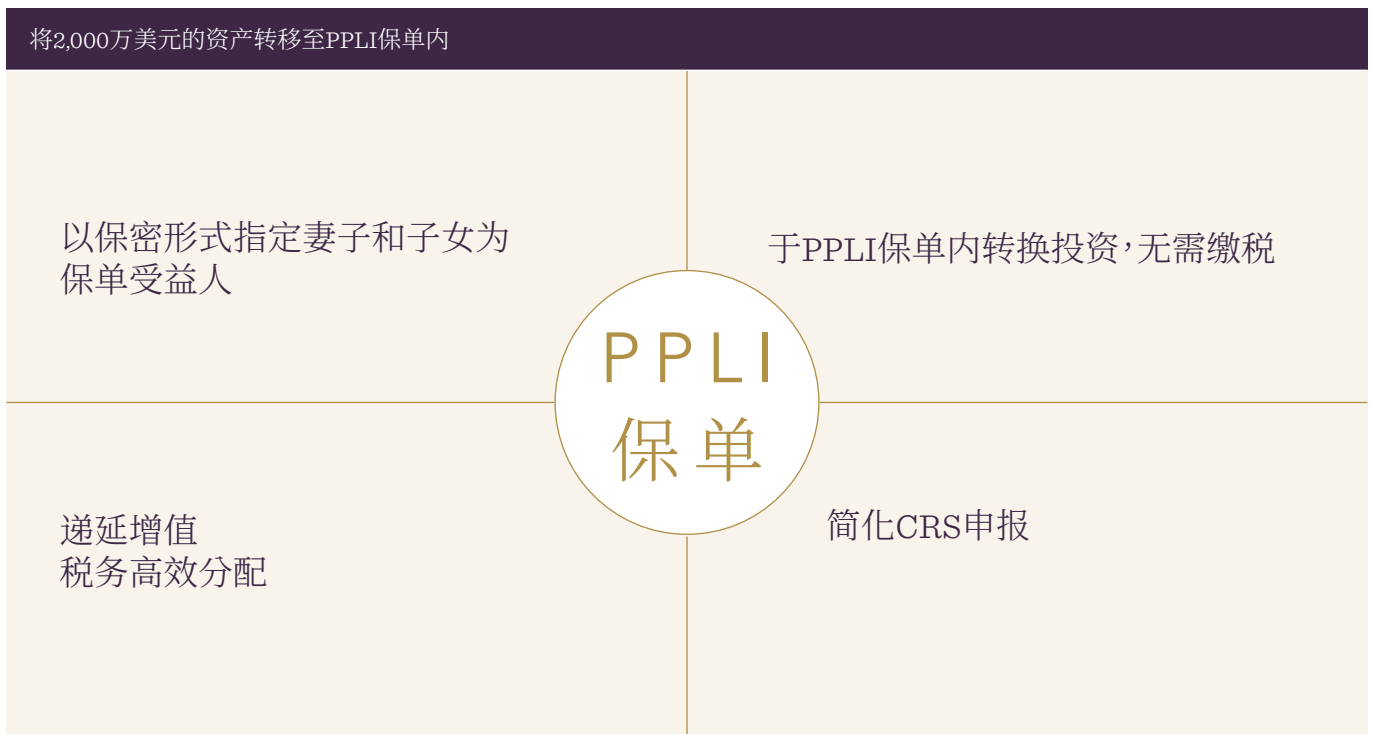 将2,000万美元的资产转移至PPLI保单内
以保密形式指定妻子和子女为
保单受益人
于PPLI保单内转换投资，无需缴税
PPLI
保单
递延增值
税务高效分配
简化CRS申报